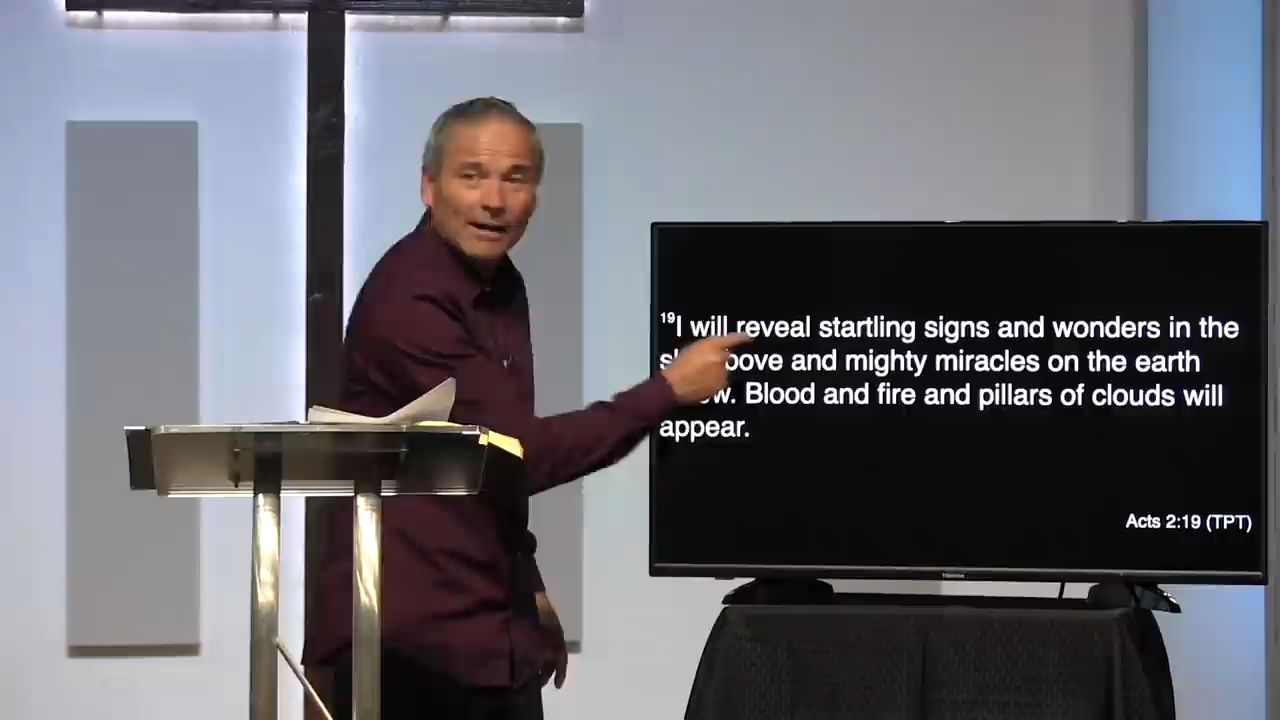 ¹⁹I will reveal startling signs and wonders in the
above and mighty miracles on the earth
Blood and fire and pillars of clouds will
appear.
Acts 2:19 (TPT)